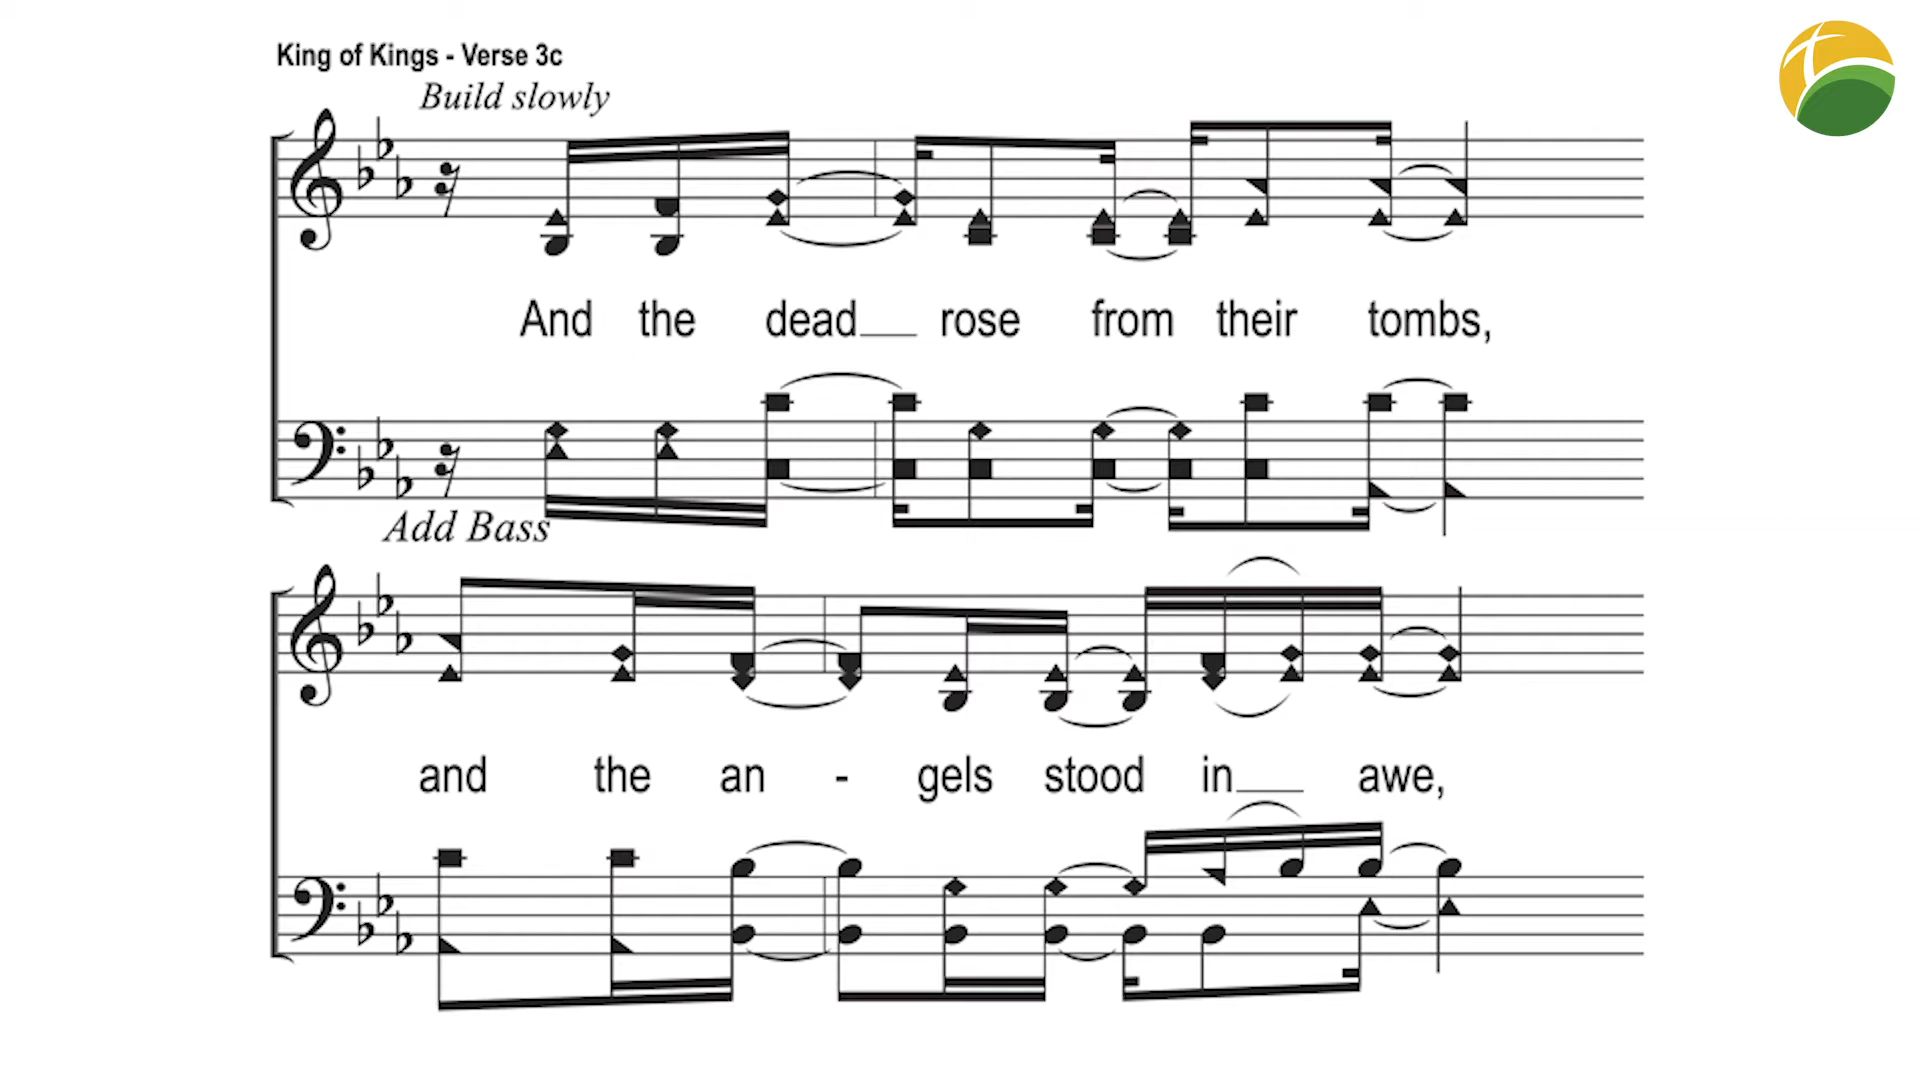 King of Kings - Verse 3c
Build slowly
And the dead__ rose from their tombs,
Add Bass
and the an - gels stood in__ awe,